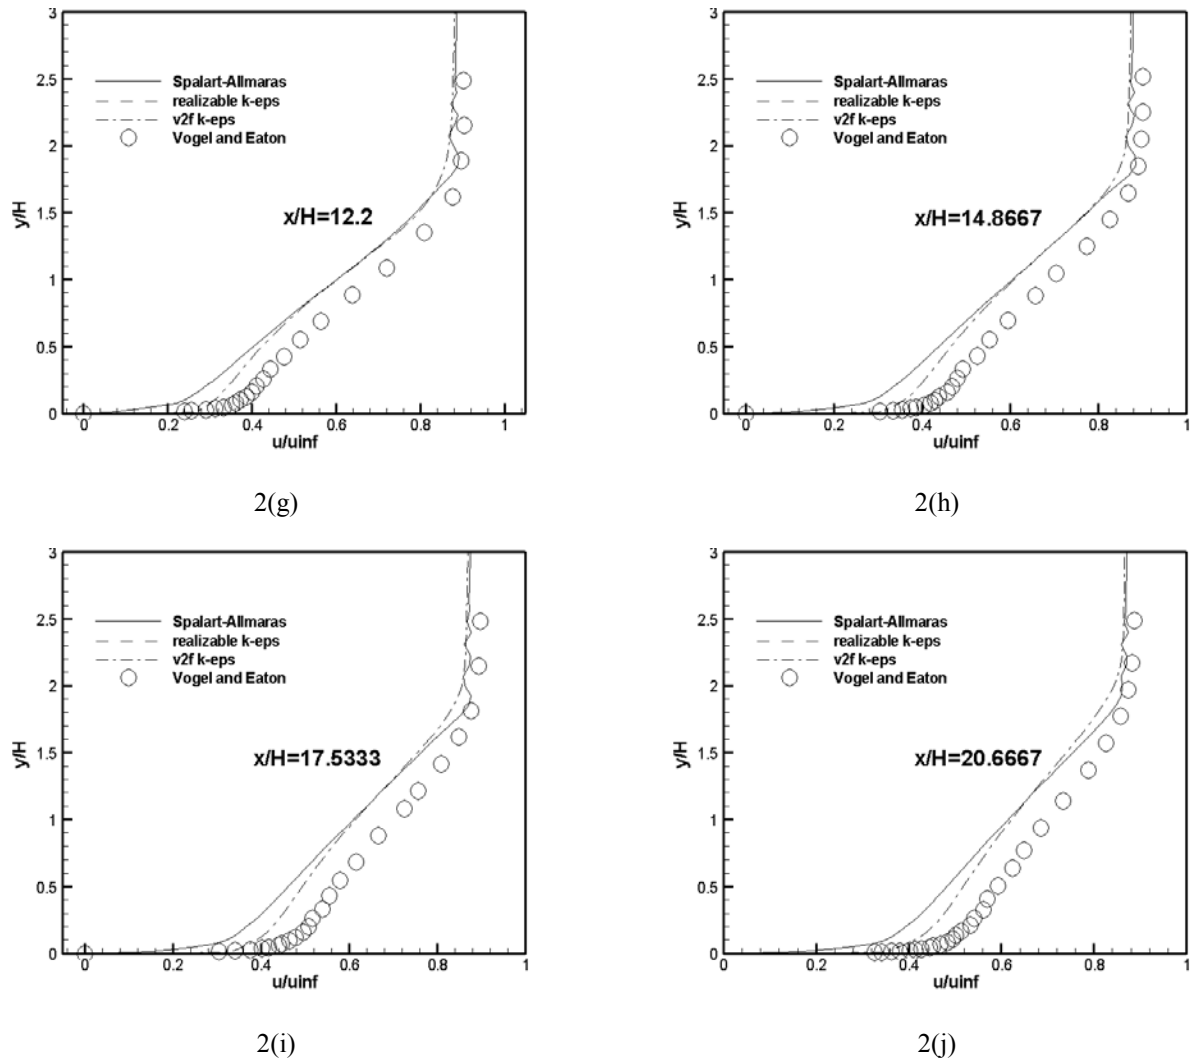 3
2.5
2
1.5
1
0.5
0
y/H
Spalart-Allmaras
realizable k-eps
v2f k-eps
Vogel and Eaton
x/H=12.2
0 0.2 0.4 0.6 0.8 1
u/uinf
2(g)
3
2.5
2
1.5
1
0.5
0
y/H
Spalart-Allmaras
realizable k-eps
v2f k-eps
Vogel and Eaton
x/H=14.8667
0 0.2 0.4 0.6 0.8 1
u/uinf
2(h)
3
2.5
2
1.5
1
0.5
0
y/H
Spalart-Allmaras
realizable k-eps
v2f k-eps
Vogel and Eaton
x/H=17.5333
0 0.2 0.4 0.6 0.8 1
u/uinf
2(i)
3
2.5
2
1.5
1
0.5
0
y/H
Spalart-Allmaras
realizable k-eps
v2f k-eps
Vogel and Eaton
x/H=20.6667
0 0.2 0.4 0.6 0.8 1
u/uinf
2(j)